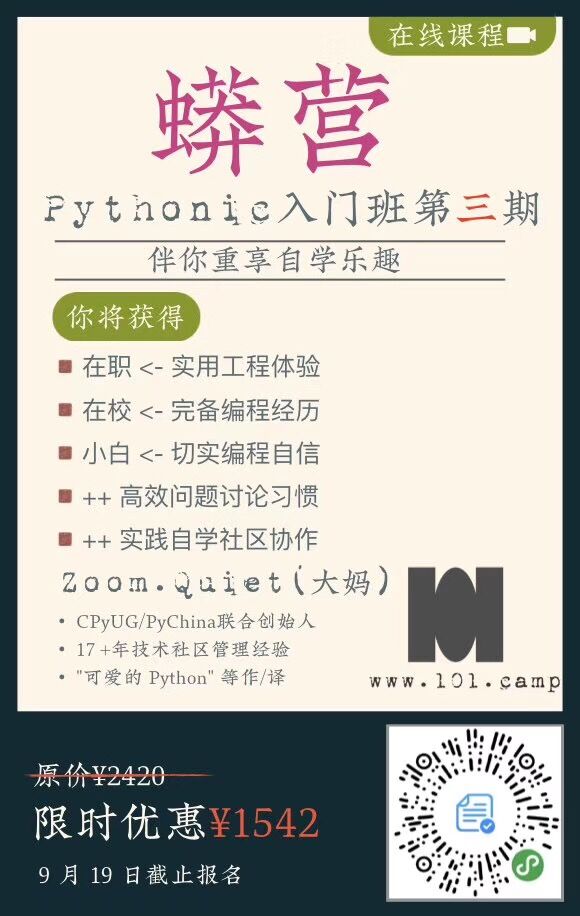 在线课程
蟒营
Pythonic入门班第三期
伴你重享自学乐趣
你将获得
在职 <- 实用工程体验
在校 <- 完备编程经历
小白 <- 切实编程自信
++ 高效问题讨论习惯
++ 实践自学社区协作
Zoom.Quiet(大妈)
• CPyUG/PyChina联合创始人
• 17 +年技术社区管理经验
• "可爱的 Python" 等作/译
www.101.camp
原价¥2420
限时优惠¥1542
9 月 19 日截止报名